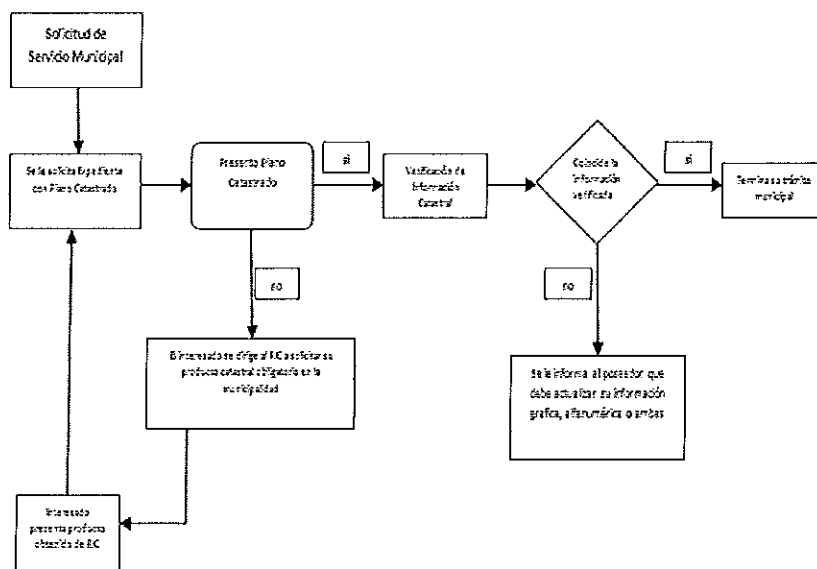 Solicitud de
Servicio Municipal
Se le solicita Expediente
con Plano Catastrado
Presenta Plano
Catastrado
si
Verificación de
Información
Catastral
Coincide la
información
verificada
si
Termina su trámite
municipal
no
no
El interesado se dirige al RIC a solicitar su
producto catastral obligatorio en la
municipalidad
Se le informa al poseedor que
debe actualizar su información
grafica, alfanumérica o ambas
Interesado
presenta producto
obtenido de RIC